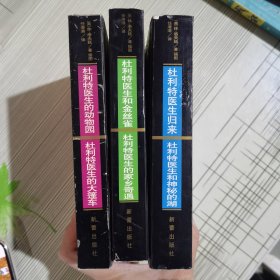 杜利特医生的动物园
杜利特医生的大篷车
新蕾出版社
杜利特医生和金丝雀
杜利特医生的家乡奇遇
新蕾出版社
杜利特医生归来
杜利特医生和神秘的湖
新蕾出版社